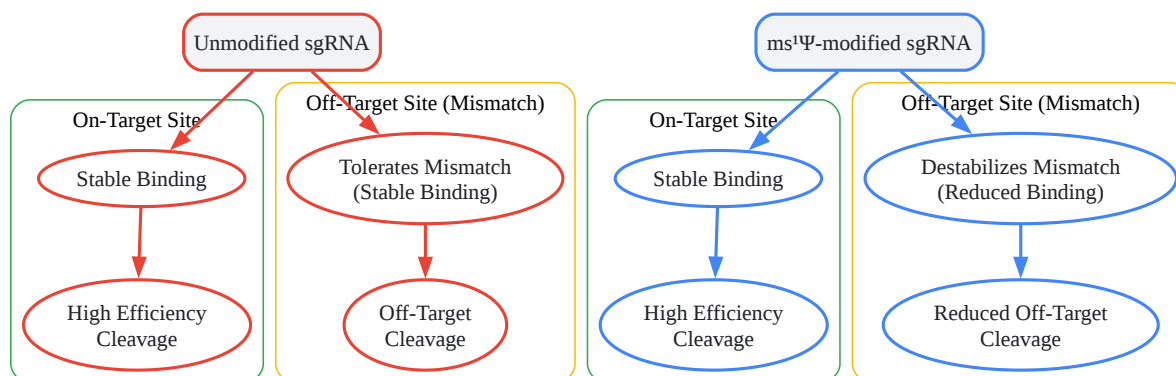 Unmodified sgRNA
On-Target Site
Off-Target Site (Mismatch)
Stable Binding
Tolerates Mismatch
(Stable Binding)
High Efficiency
Cleavage
Off-Target
Cleavage
ms¹Ψ-modified sgRNA
On-Target Site
Off-Target Site (Mismatch)
Stable Binding
Destabilizes Mismatch
(Reduced Binding)
High Efficiency
Cleavage
Reduced Off-Target
Cleavage